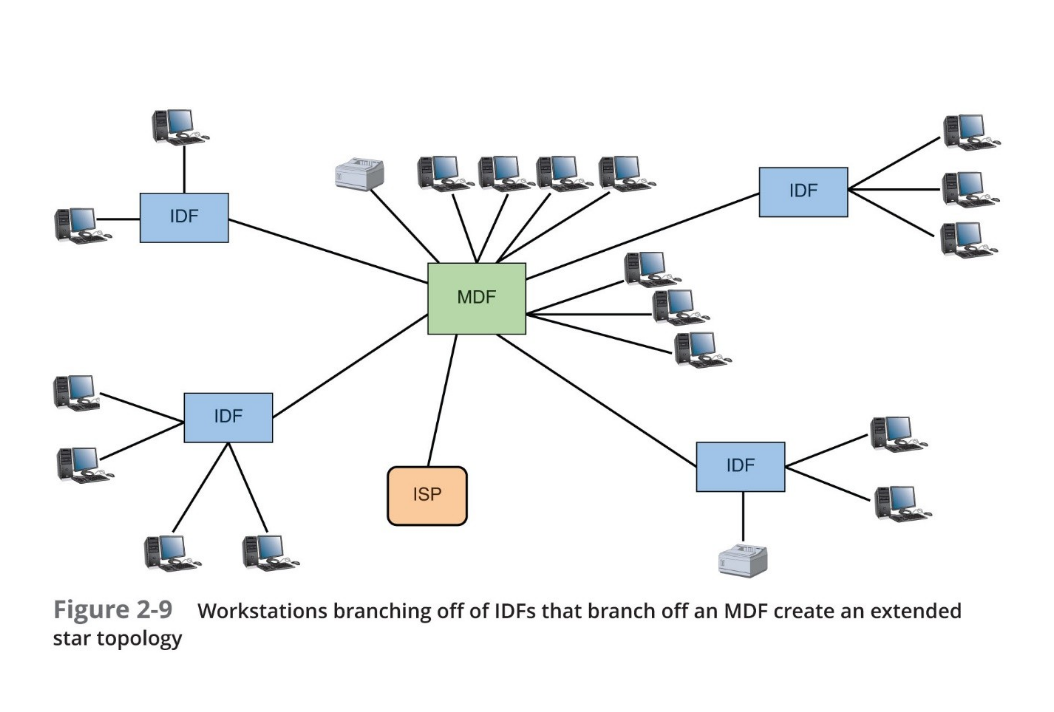 IDF
IDF
MDF
IDF
IDF
ISP
Figure 2-9 Workstations branching off of IDFs that branch off an MDF create an extended
star topology